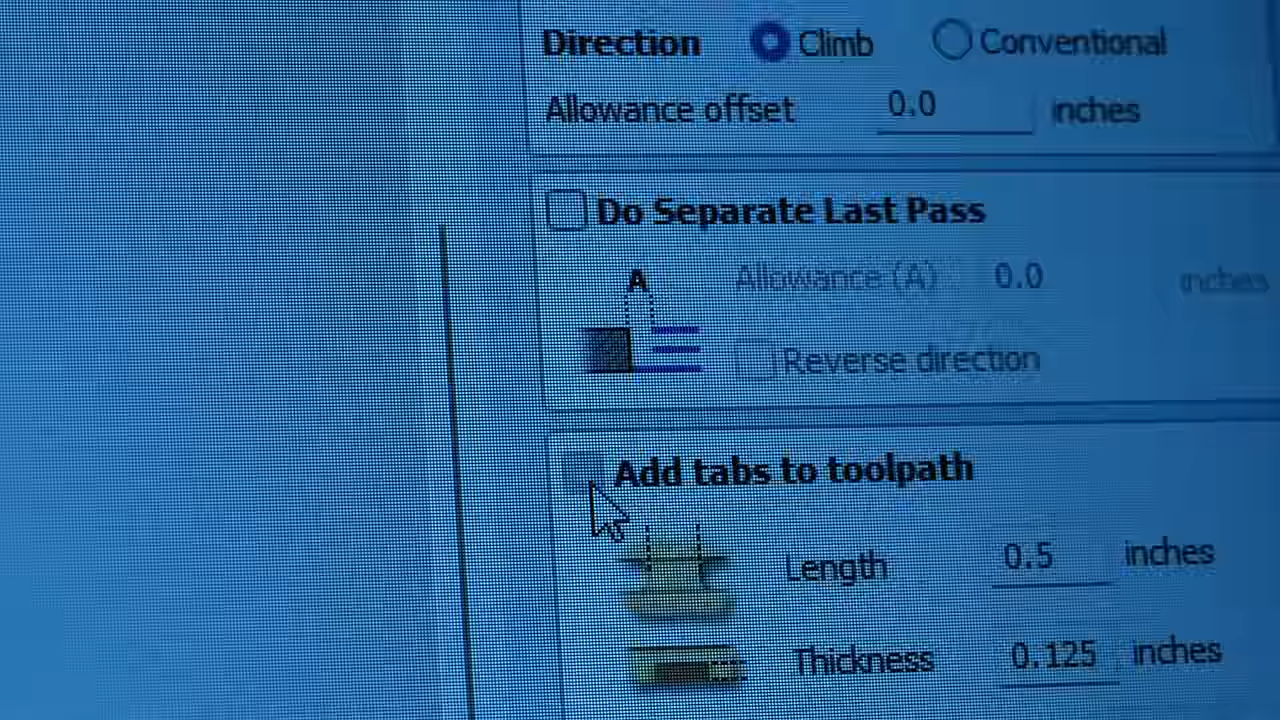 Direction Climb Conventional
Allowance offset 0.0 inches
Do Separate Last Pass
A Allowance (A) 0.0 inches
Reverse direction
Add tabs to toolpath
Length 0.5 inches
Thickness 0.125 inches